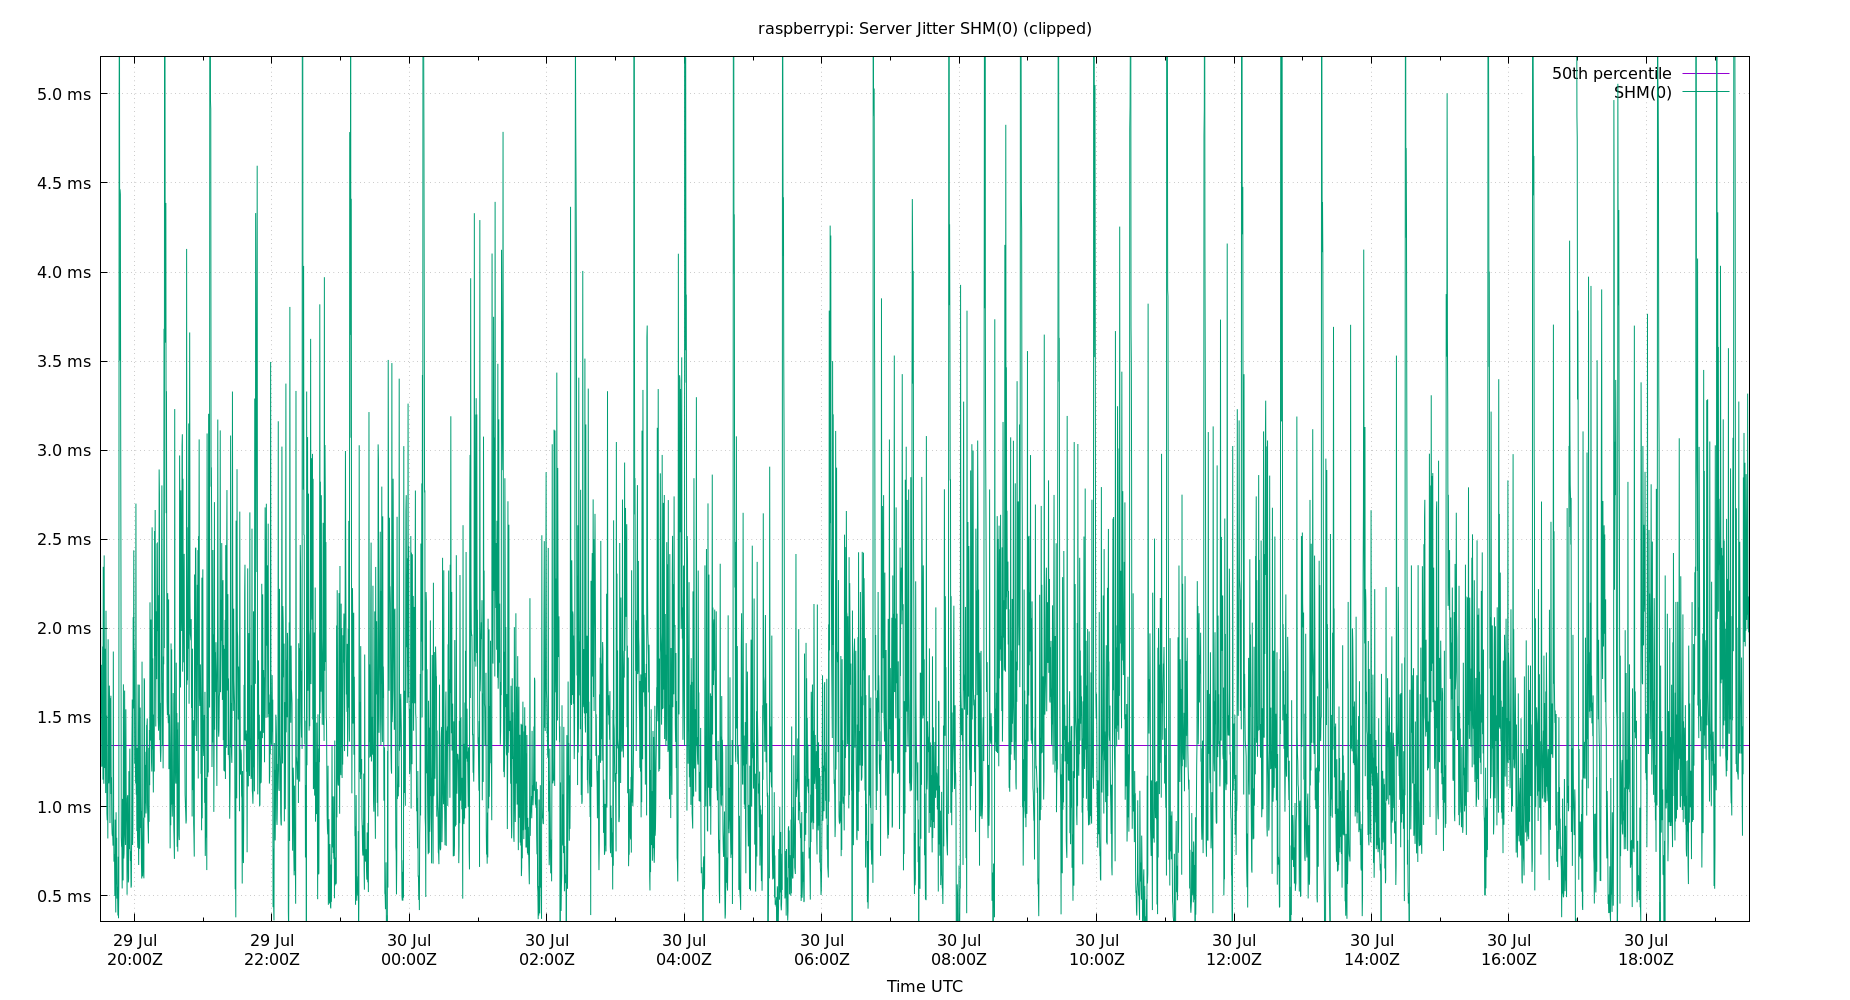 raspberrypi: Server Jitter SHM(0) (clipped)
50th percentile
SHM(0)
5.0 ms
4.5 ms
4.0 ms
3.5 ms
3.0 ms
2.5 ms
2.0 ms
1.5 ms
1.0 ms
0.5 ms
29 Jul 29 Jul 30 Jul 30 Jul 30 Jul 30 Jul 30 Jul 30 Jul 30 Jul 30 Jul 30 Jul 30 Jul
20:00Z 22:00Z 00:00Z 02:00Z 04:00Z 06:00Z 08:00Z 10:00Z 12:00Z 14:00Z 16:00Z 18:00Z
Time UTC